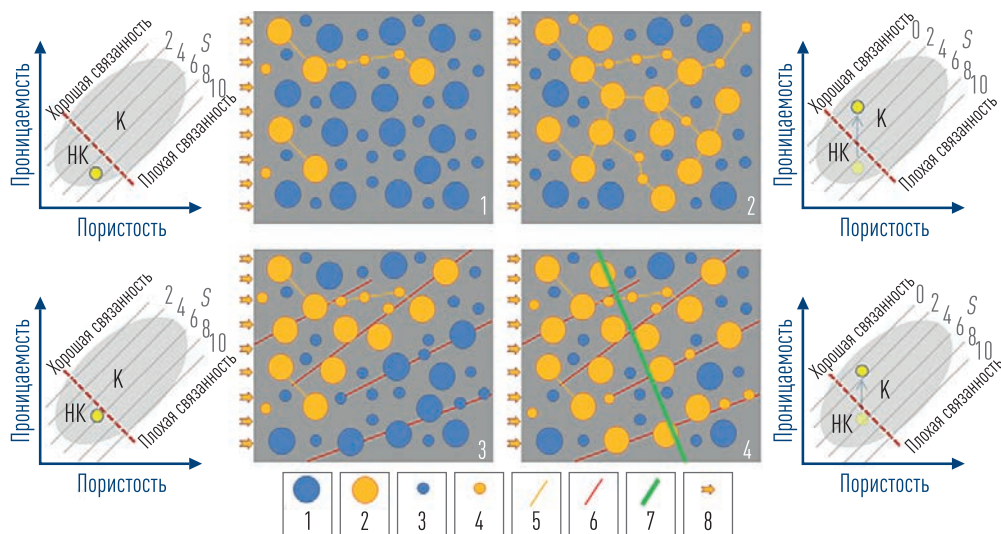 Проницаемость
Пористость
Хорошая связанность
Плохая связанность
2
4
6
8
10
S
К
НК
1
2
Проницаемость
Пористость
Хорошая связанность
Плохая связанность
0
2
4
6
8
10
S
К
НК
Проницаемость
Пористость
Хорошая связанность
Плохая связанность
2
4
6
8
10
S
К
НК
3
4
Проницаемость
Пористость
Хорошая связанность
Плохая связанность
0
2
4
6
8
10
S
К
НК
1 2 3 4 5 6 7 8